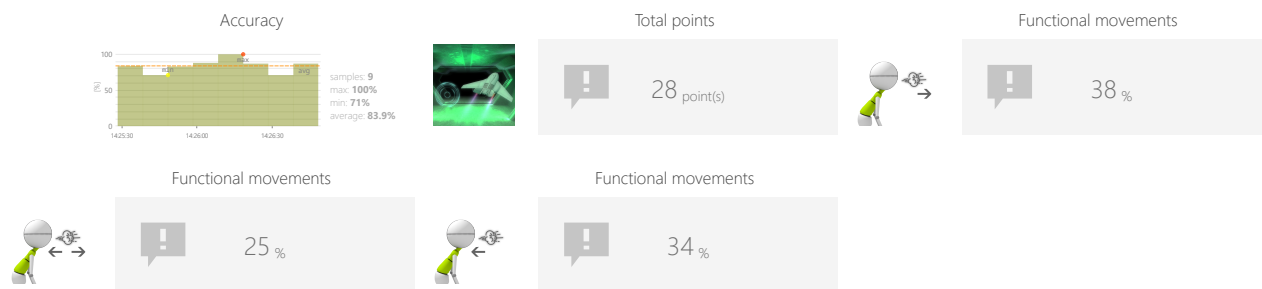 Accuracy
100
max
min
avg
[%]
50
0
14:25:30
14:26:00
14:26:30
samples: 9
max: 100%
min: 71%
average: 83.9%
Total points
28 point(s)
Functional movements
38 %
Functional movements
25 %
Functional movements
34 %